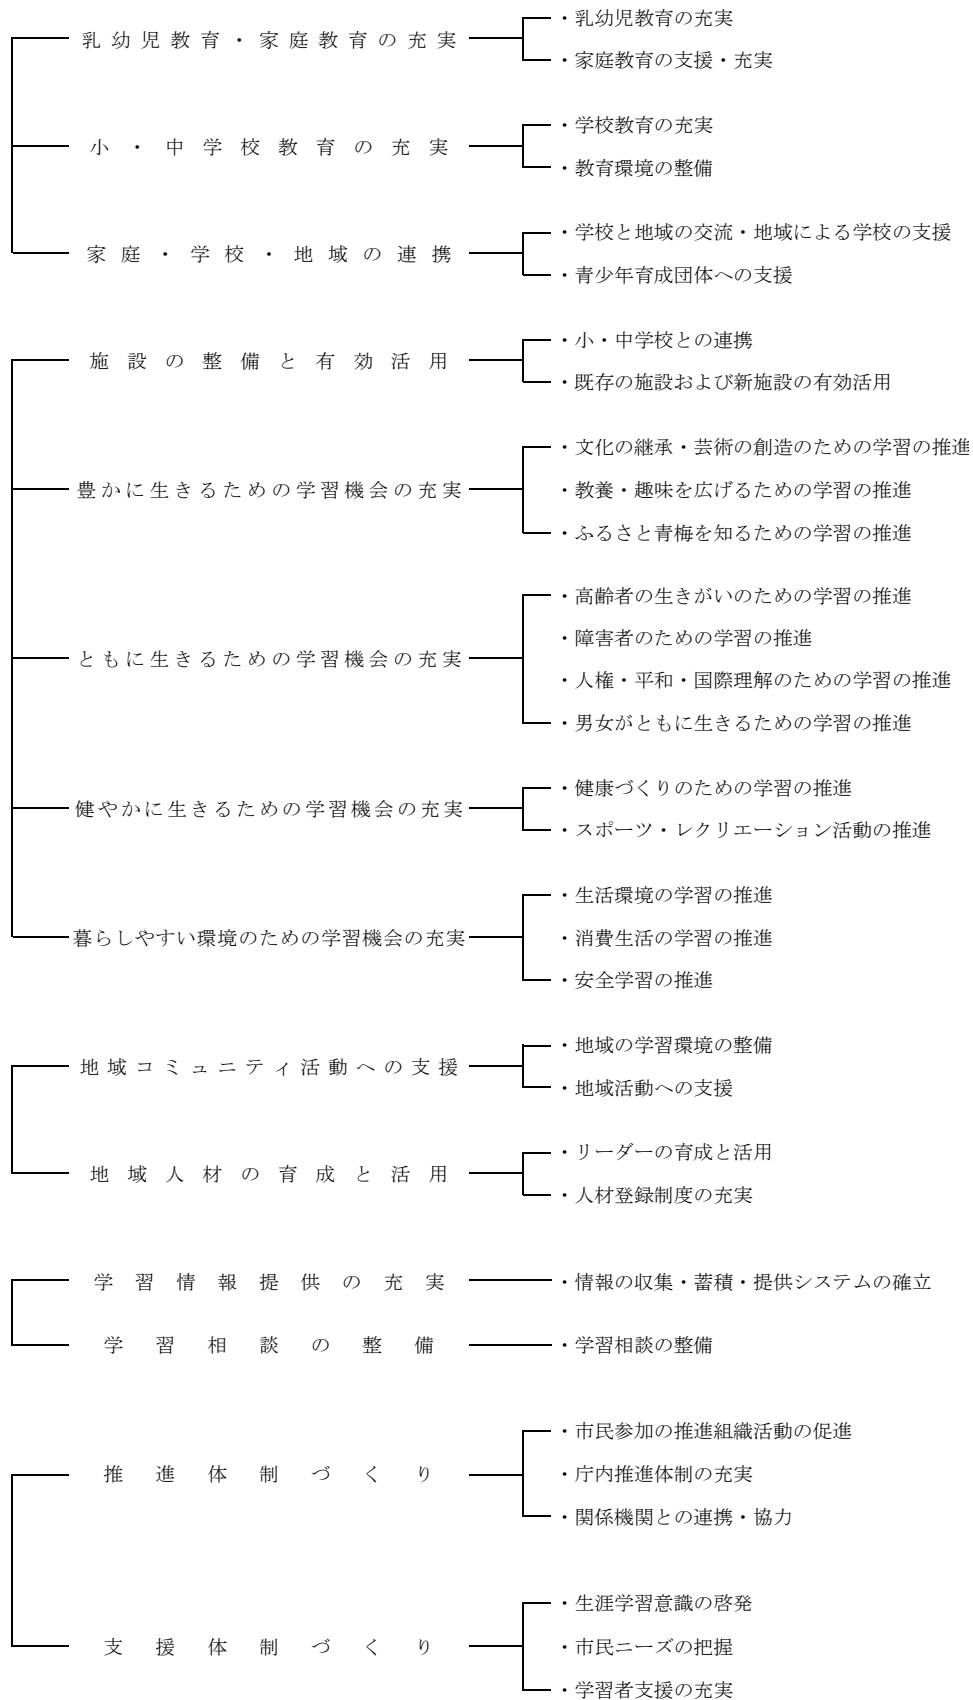 乳幼児教育・家庭教育の充実
・乳幼児教育の充実
・家庭教育の支援・充実
小・中学校教育の充実
・学校教育の充実
・教育環境の整備
家庭・学校・地域の連携
・学校と地域の交流・地域による学校の支援
・青少年育成団体への支援
施設の整備と有効活用
・小・中学校との連携
・既存の施設および新施設の有効活用
豊かに生きるための学習機会の充実
・文化の継承・芸術の創造のための学習の推進
・教養・趣味を広げるための学習の推進
・ふるさと青梅を知るための学習の推進
ともに生きるための学習機会の充実
・高齢者の生きがいのための学習の推進
・障害者のための学習の推進
・人権・平和・国際理解のための学習の推進
・男女がともに生きるための学習の推進
健やかに生きるための学習機会の充実
・健康づくりのための学習の推進
・スポーツ・レクリエーション活動の推進
暮らしやすい環境のための学習機会の充実
・生活環境の学習の推進
・消費生活の学習の推進
・安全学習の推進
地域コミュニティ活動への支援
・地域の学習環境の整備
・地域活動への支援
地域人材の育成と活用
・リーダーの育成と活用
・人材登録制度の充実
学習情報提供の充実
・情報の収集・蓄積・提供システムの確立
学習相談の整備
・学習相談の整備
推進体制づくり
・市民参加の推進組織活動の促進
・庁内推進体制の充実
・関係機関との連携・協力
支援体制づくり
・生涯学習意識の啓発
・市民ニーズの把握
・学習者支援の充実